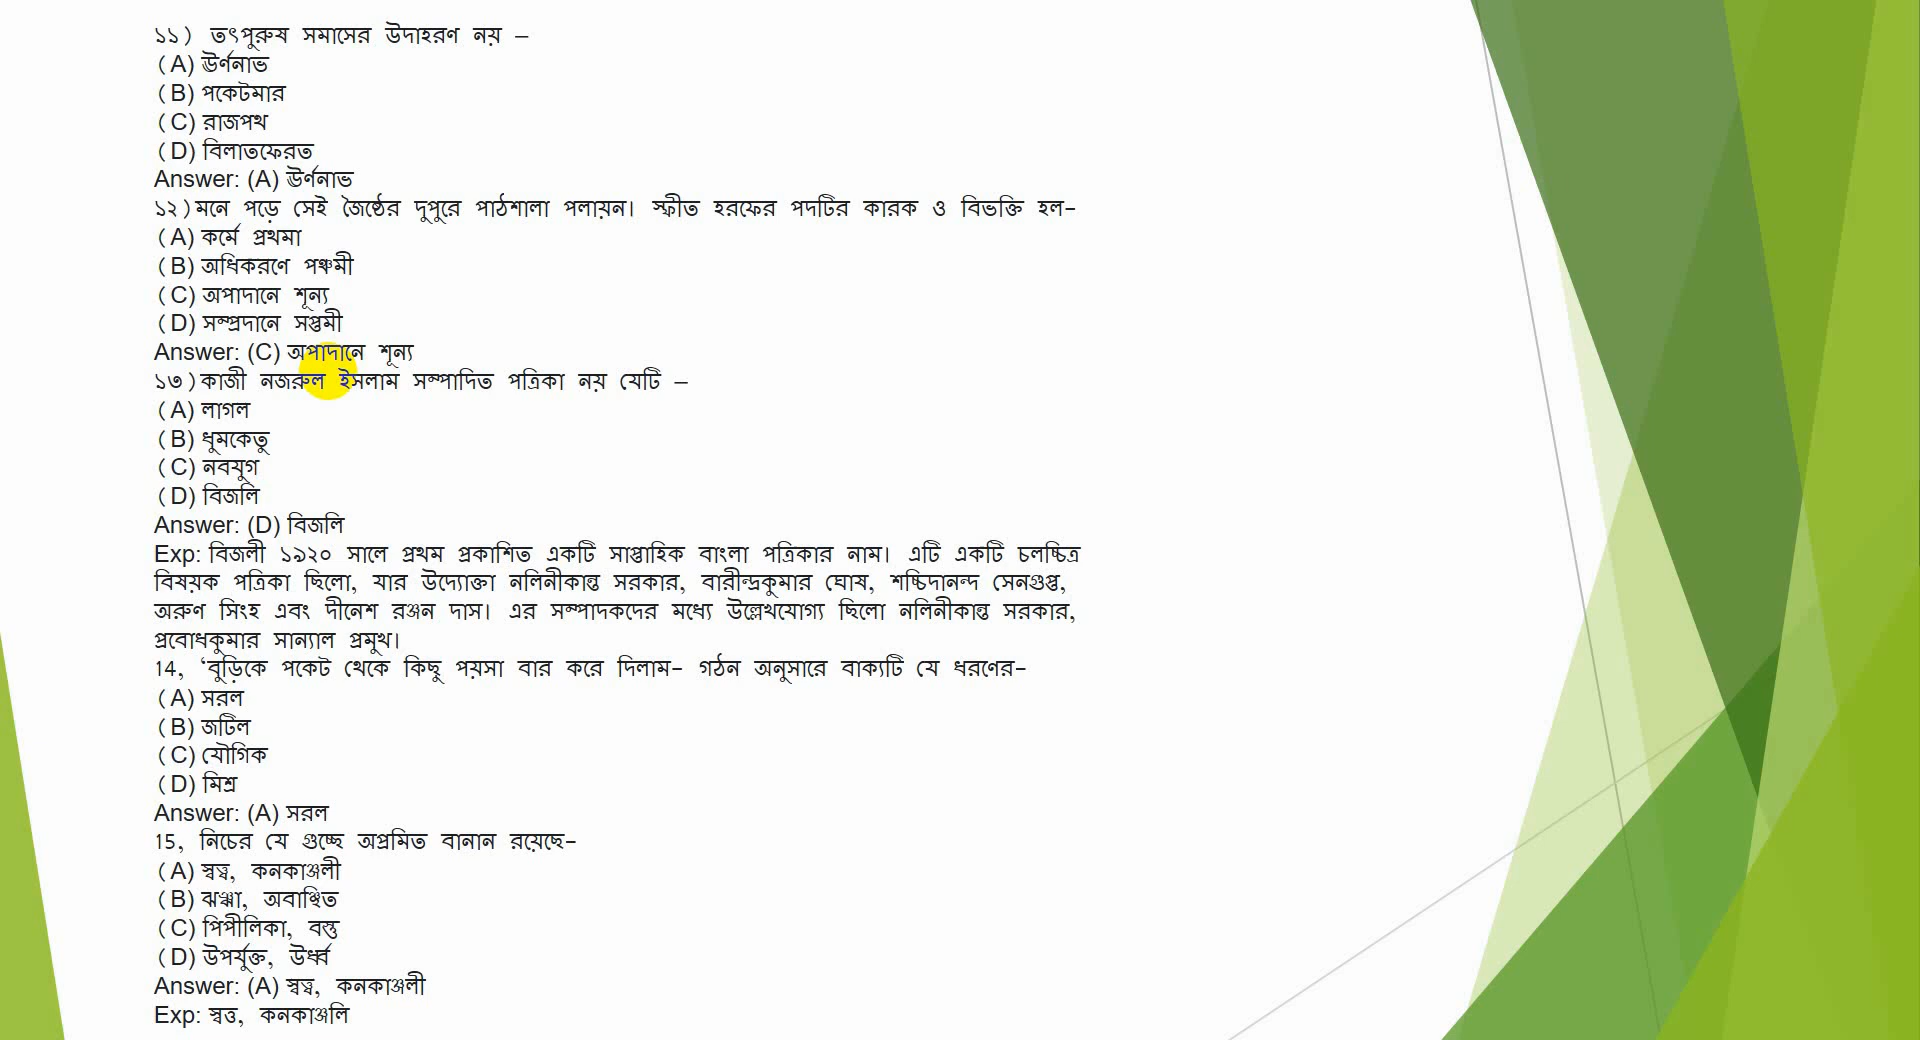 ১১) তৎপুরুষ সমাসের উদাহরণ নয় –
(A) ঊর্ণনাভ
(B) পকেটমার
(C) রাজপথ
(D) বিলাতফেরত
Answer: (A) ঊর্ণনাভ
১২)মনে পড়ে সেই জৈষ্ঠের দুপুরে পাঠশালা পলায়ন। স্ফীত হরফের পদটির কারক ও বিভক্তি হল-
(A) কর্মে প্রথমা
(B) অধিকরণে পঞ্চমী
(C) অপাদানে শূন্য
(D) সম্প্রদানে সপ্তমী
Answer: (C) অপাদানে শূন্য
১৩)কাজী নজরুল ইসলাম সম্পাদিত পত্রিকা নয় যেটি –
(A) লাগল
(B) ধুমকেতু
(C) নবযুগ
(D) বিজলি
Answer: (D) বিজলি
Exp: বিজলী ১৯২০ সালে প্রথম প্রকাশিত একটি সাপ্তাহিক বাংলা পত্রিকার নাম। এটি একটি চলচ্চিত্র
বিষয়ক পত্রিকা ছিলো, যার উদ্যোক্তা নলিনীকান্ত সরকার, বারীন্দ্রকুমার ঘোষ, শচ্চিদানন্দ সেনগুপ্ত,
অরুণ সিংহ এবং দীনেশ রঞ্জন দাস। এর সম্পাদকদের মধ্যে উল্লেখযোগ্য ছিলো নলিনীকান্ত সরকার,
প্রবোধকুমার সান্যাল প্রমুখ।
14, ‘বুড়িকে পকেট থেকে কিছু পয়সা বার করে দিলাম- গঠন অনুসারে বাক্যটি যে ধরণের-
(A) সরল
(B) জটিল
(C) যৌগিক
(D) মিশ্র
Answer: (A) সরল
15, নিচের যে গুচ্ছে অপ্রমিত বানান রয়েছে-
(A) স্বত্ব, কনকাঞ্জলী
(B) ঝঞ্ঝা, অবাঞ্ছিত
(C) পিপীলিকা, বস্তু
(D) উপর্যুক্ত, উর্ধ্ব
Answer: (A) স্বত্ব, কনকাঞ্জলী
Exp: স্বত্ত, কনকাঞ্জলি